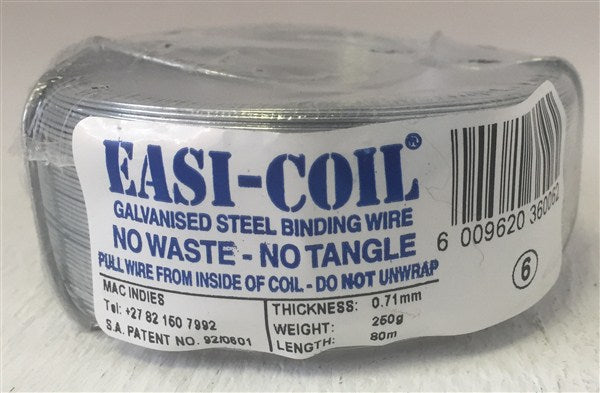 EASI-COIL®
GALVANISED STEEL BINDING WIRE
NO WASTE - NO TANGLE
PULL WIRE FROM INSIDE OF COIL - DO NOT UNWRAP
MAC INDIES
Tel: +27 82 160 7992
S.A. PATENT NO. 92/0601
THICKNESS: 0.71mm
WEIGHT: 250g
LENGTH: 80m
6 009620 360062
6